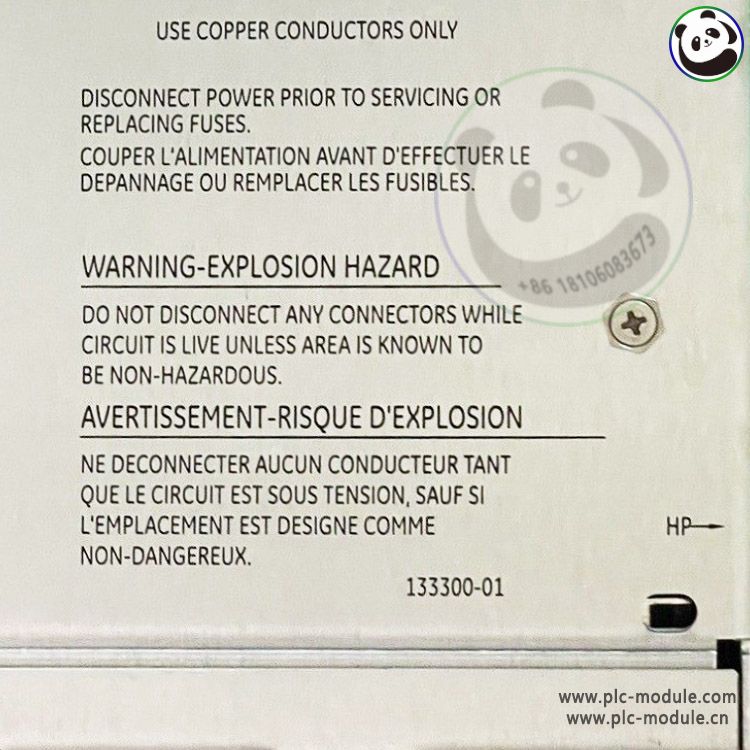 USE COPPER CONDUCTORS ONLY
DISCONNECT POWER PRIOR TO SERVICING OR
REPLACING FUSES.
COUPER L'ALIMENTATION AVANT D'EFFECTUER LE
DEPANNAGE OU REMPLACER LES FUSIBLES.
+86 18106083673
WARNING-EXPLOSION HAZARD
DO NOT DISCONNECT ANY CONNECTORS WHILE
CIRCUIT IS LIVE UNLESS AREA IS KNOWN TO
BE NON-HAZARDOUS.
AVERTISSEMENT-RISQUE D'EXPLOSION
NE DECONNECTER AUCUN CONDUCTEUR TANT
QUE LE CIRCUIT EST SOUS TENSION, SAUF SI
L'EMPLACEMENT EST DESIGNE COMME
NON-DANGEREUX.
HP
133300-01
www.plc-module.com
www.plc-module.cn